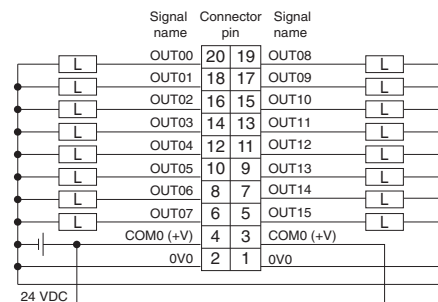 Signal name Connector pin Signal name
L OUT00 20 19 OUT08 L
L OUT01 18 17 OUT09 L
L OUT02 16 15 OUT10 L
L OUT03 14 13 OUT11 L
L OUT04 12 11 OUT12 L
L OUT05 10 9 OUT13 L
L OUT06 8 7 OUT14 L
L OUT07 6 5 OUT15 L
COM0 (+V) 4 3 COM0 (+V)
0V0 2 1 0V0
24 VDC